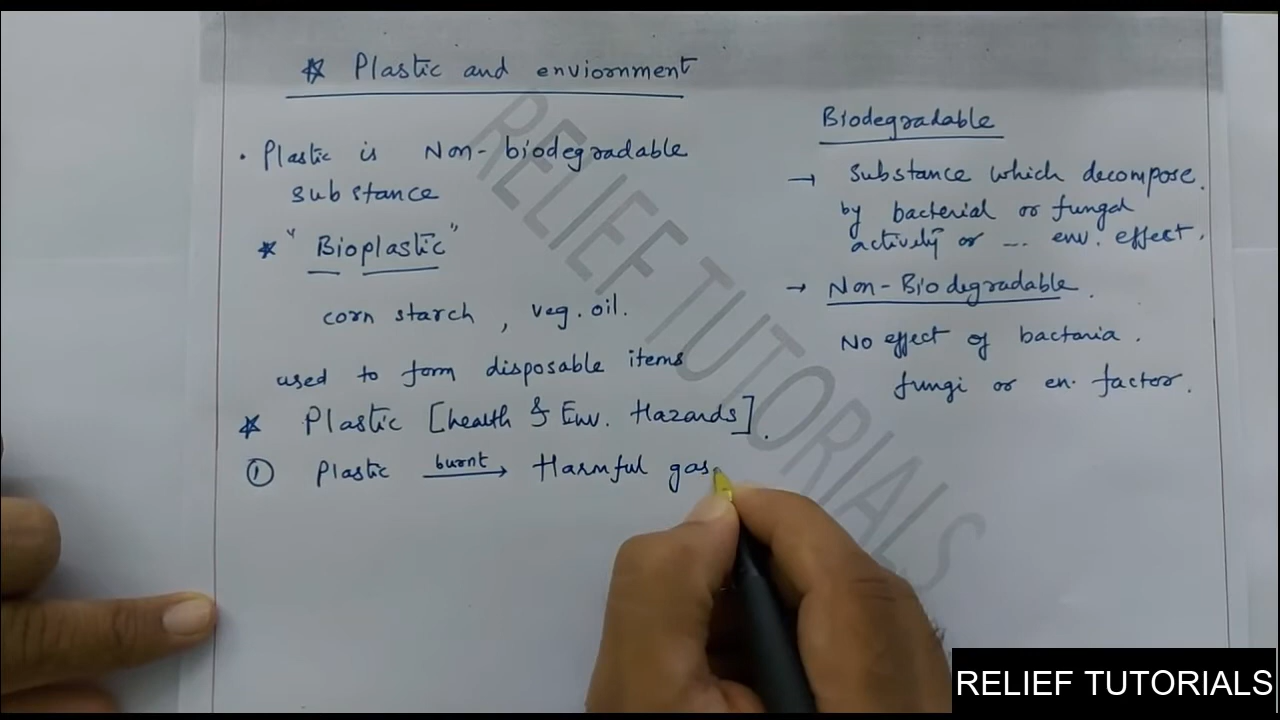 ☆ Plastic and enviornment
• Plastic is Non-biodegradable
substance
* "Bioplastic"
corn starch, veg. oil.
used to form disposable items
* Plastic [health & Env. Hazards].
① Plastic burnt → Harmful gas
Biodegradable
→ substance which decompose.
by bacterial or fungal
activity or ... env. effect.
→ Non-Biodegradable.
No effect of bactaria.
fungi or en. factor.
RELIEF TUTORIALS
RELIEF TUTORIALS